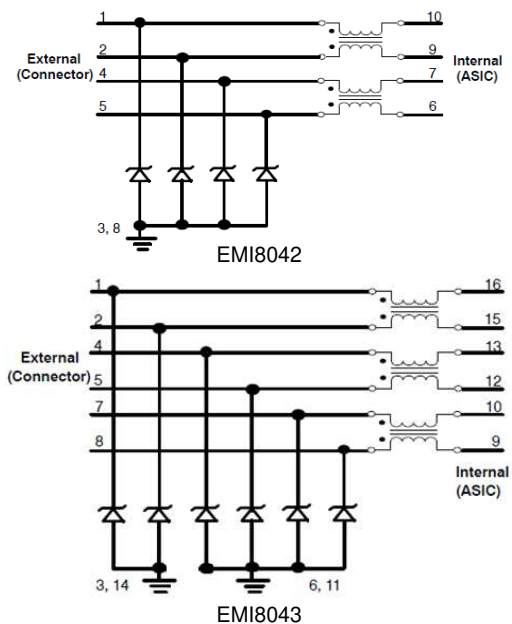 1 10
2 9
External Internal
(Connector) 4 7 (ASIC)
5 6
3, 8
EMI8042
1 16
2 15
4 13
External
(Connector) 5 12
7 10
8 9
Internal
(ASIC)
3, 14 6, 11
EMI8043